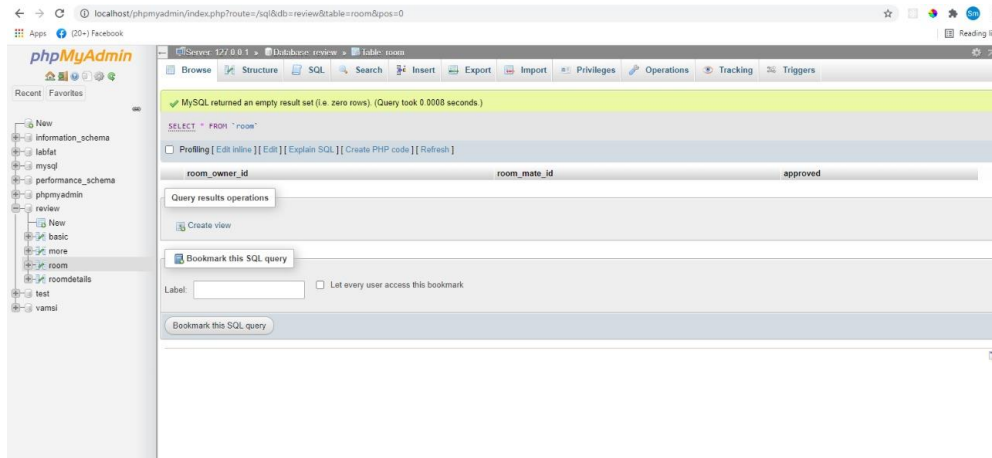 localhost/phpmyadmin/index.php?route=/sql&db=review&table=room&pos=0
Sm
Apps (20+) Facebook
Reading li
phpMyAdmin
Recent Favorites
New
information_schema
labfat
mysql
performance_schema
phpmyadmin
review
New
basic
more
room
roomdetails
test
vamsi
Server: 127.0.0.1 » Database: review » Table: room
Browse Structure SQL Search Insert Export Import Privileges Operations Tracking Triggers
MySQL returned an empty result set (i.e. zero rows). (Query took 0.0008 seconds.)
SELECT * FROM `room`
Profiling [ Edit inline ] [ Edit ] [ Explain SQL ] [ Create PHP code ] [ Refresh ]
room_owner_id room_mate_id approved
Query results operations
Create view
Bookmark this SQL query
Label: Let every user access this bookmark
Bookmark this SQL query